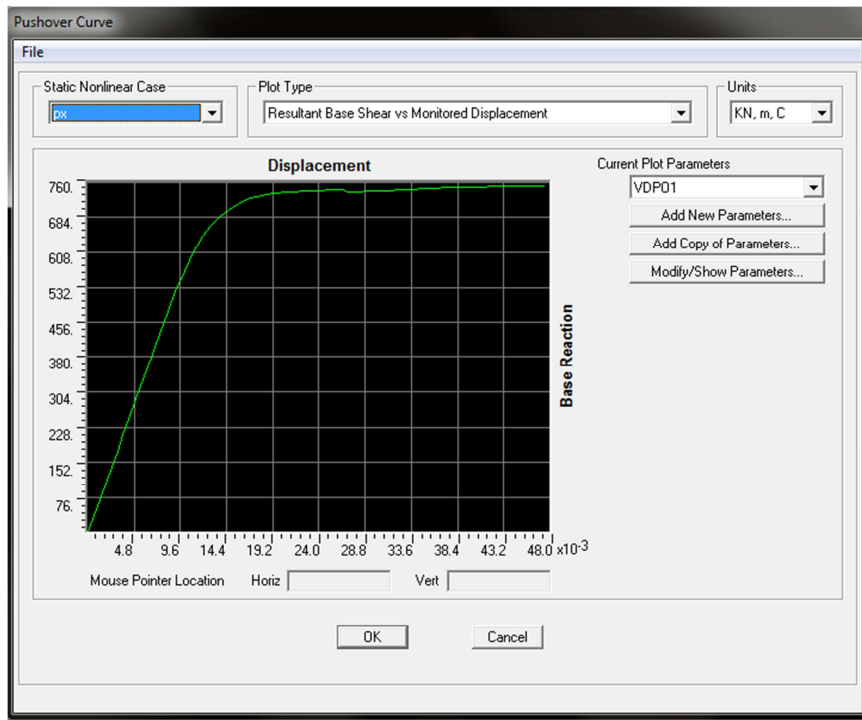 Pushover Curve
File
Static Nonlinear Case
px
Plot Type
Resultant Base Shear vs Monitored Displacement
Units
KN, m, C
Displacement
760.
684.
608.
532.
456.
380.
304.
228.
152.
76.
4.8 9.6 14.4 19.2 24.0 28.8 33.6 38.4 43.2 48.0 x10-3
Base Reaction
Current Plot Parameters
VDPO1
Add New Parameters...
Add Copy of Parameters...
Modify/Show Parameters...
Mouse Pointer Location Horiz Vert
OK Cancel